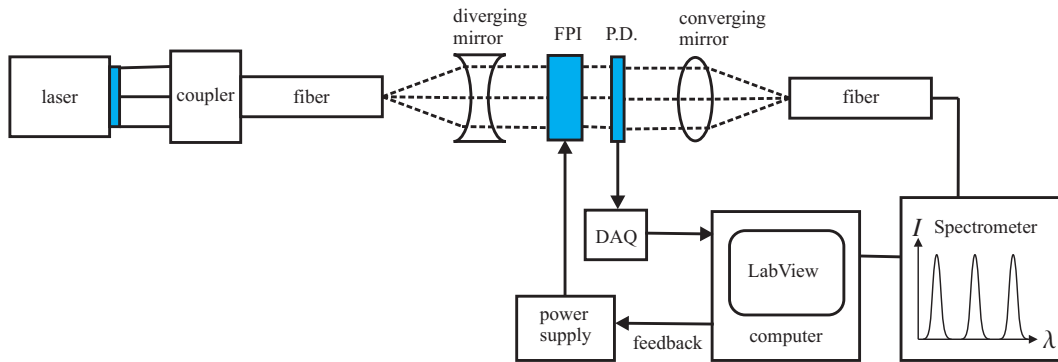 diverging
mirror
FPI
P.D.
converging
mirror
laser
coupler
fiber
fiber
DAQ
LabView
computer
power
supply
feedback
Spectrometer
I
λ